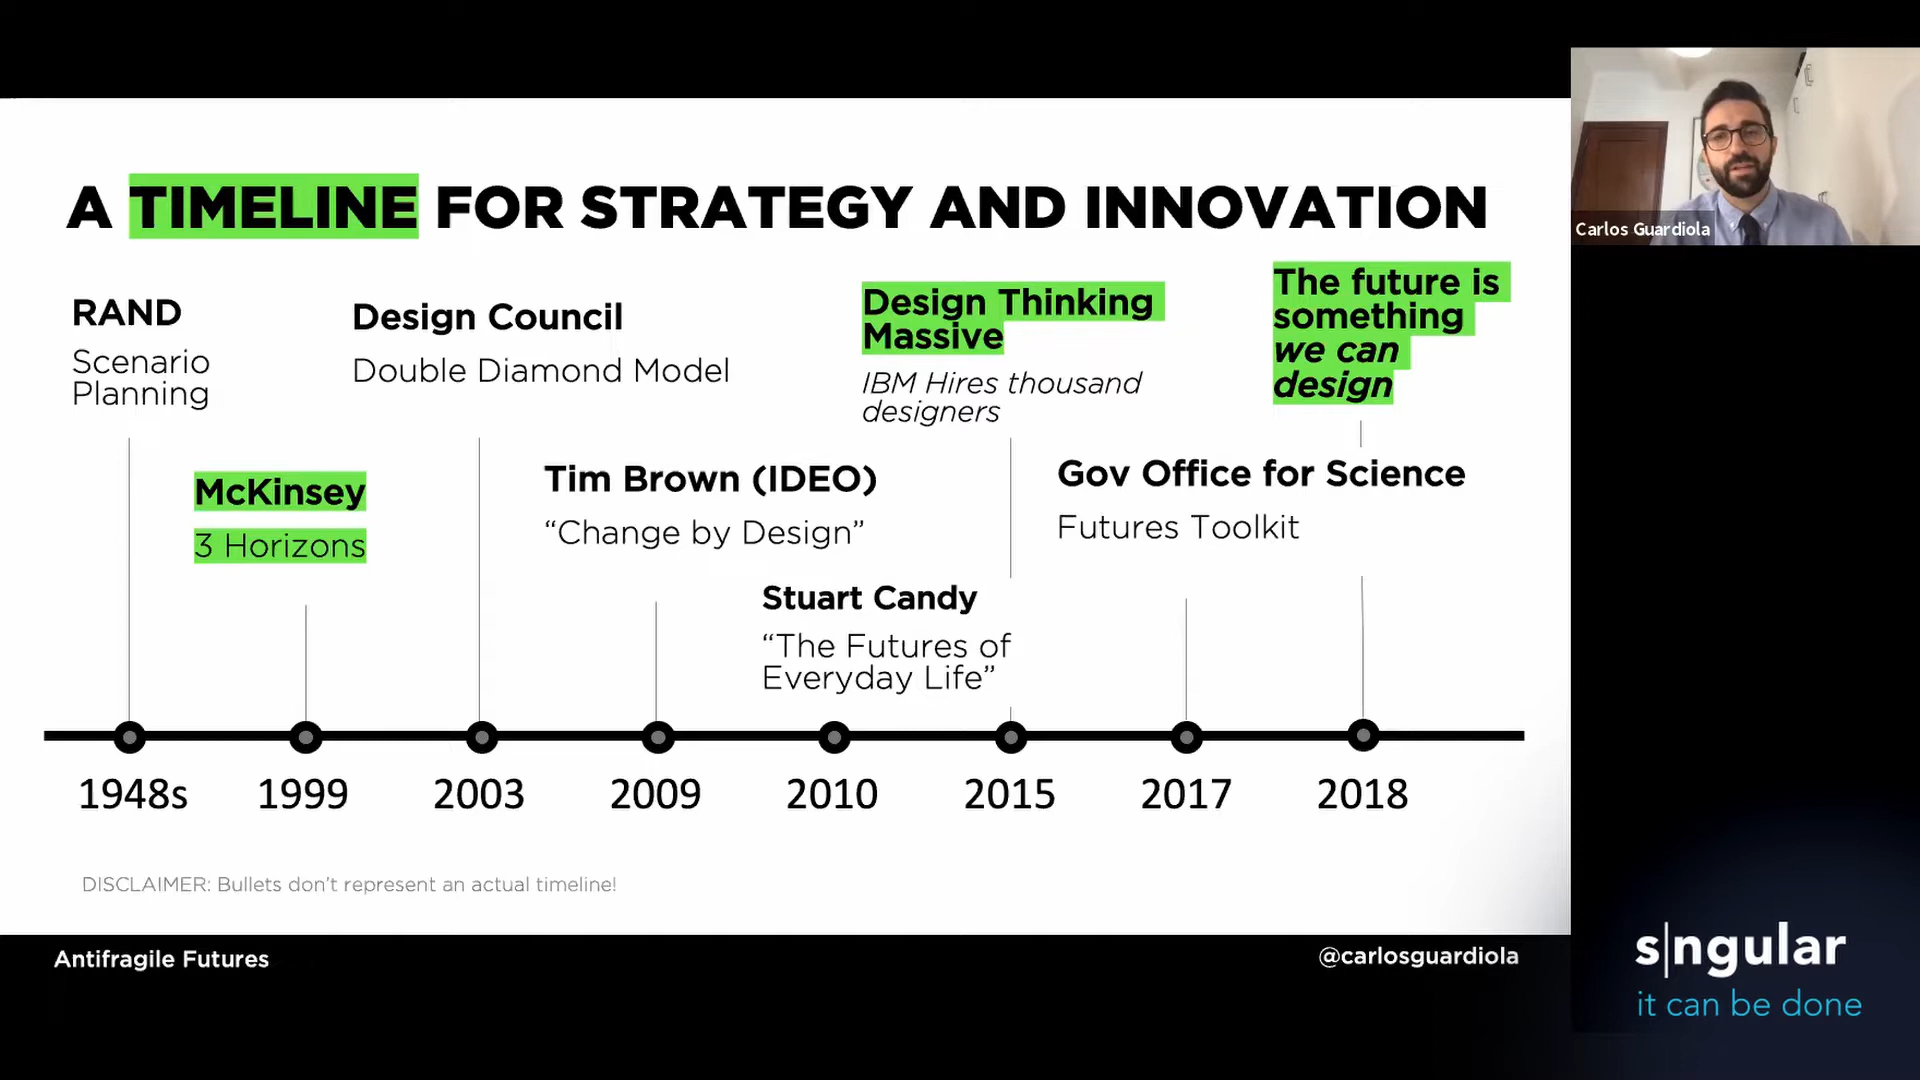 A TIMELINE FOR STRATEGY AND INNOVATION
RAND
Scenario
Planning
McKinsey
3 Horizons
Design Council
Double Diamond Model
Tim Brown (IDEO)
“Change by Design”
Stuart Candy
“The Futures of
Everyday Life”
Design Thinking
Massive
IBM Hires thousand
designers
Gov Office for Science
Futures Toolkit
The future is
something
we can
design
1948s 1999 2003 2009 2010 2015 2017 2018
DISCLAIMER: Bullets don’t represent an actual timeline!
Antifragile Futures
@carlosguardiola
Carlos Guardiola
s|ngular
it can be done